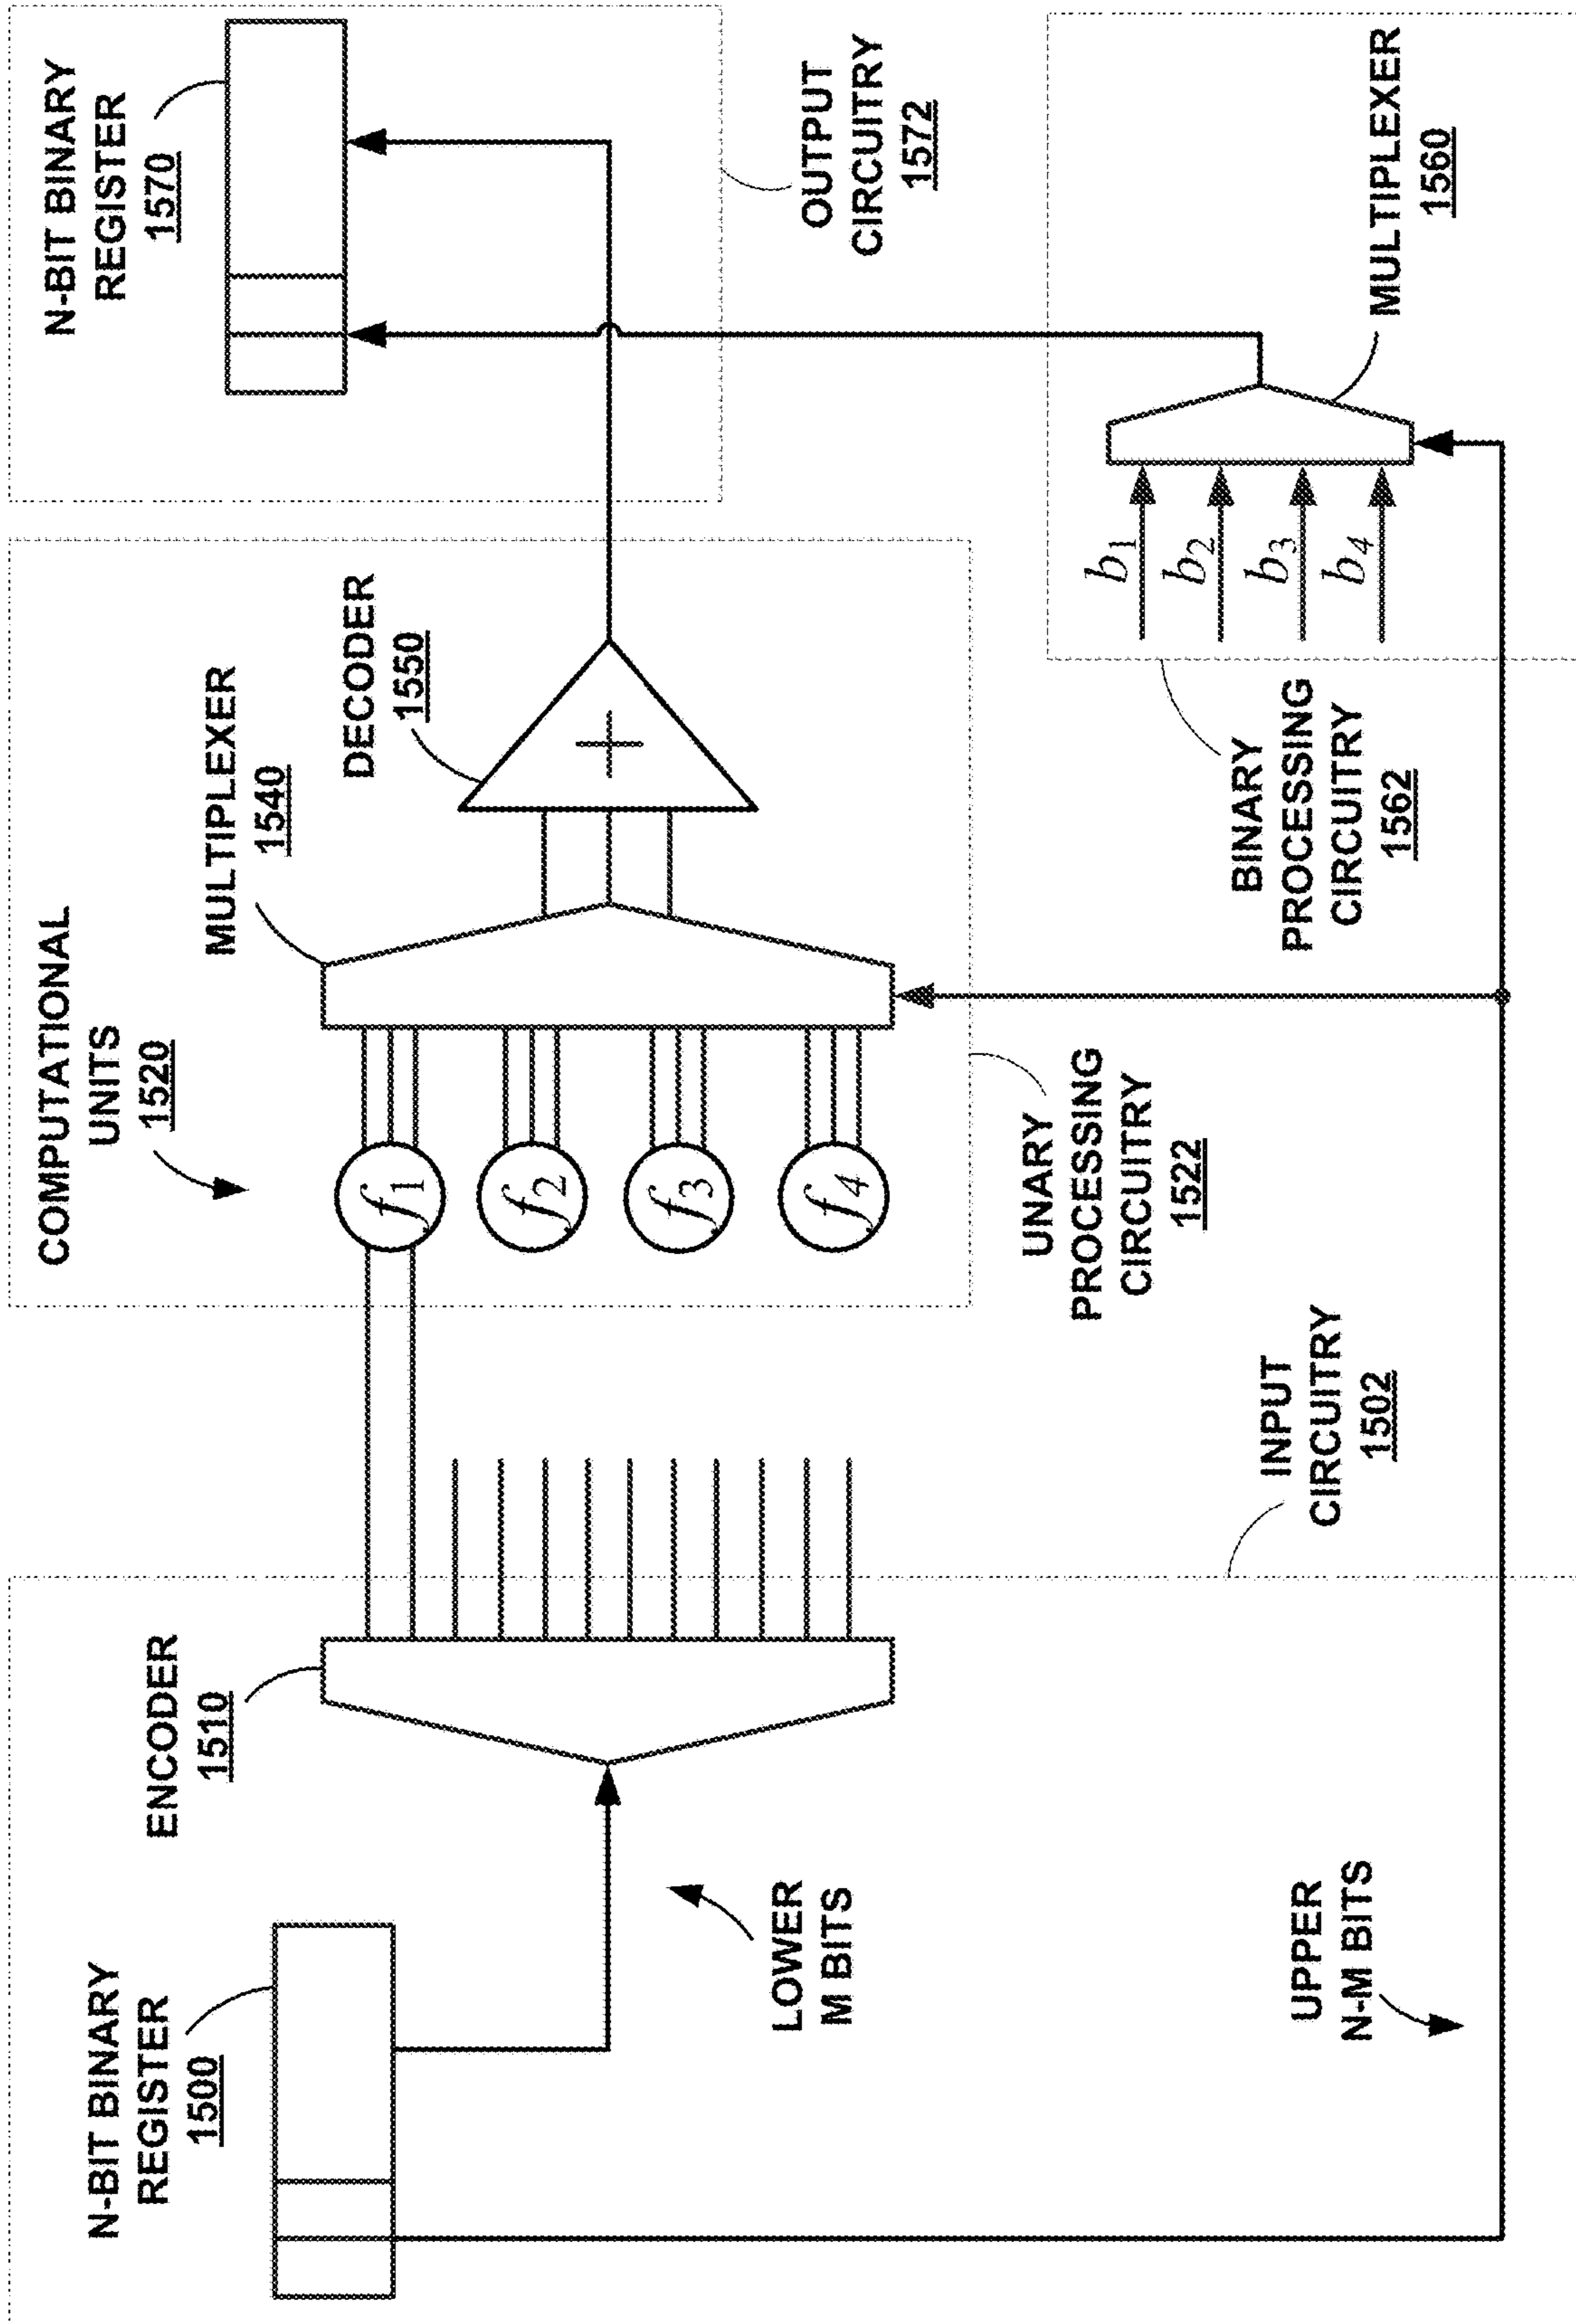 N-BIT BINARY
REGISTER
1500
ENCODER
1510
COMPUTATIONAL
UNITS
1520
MULTIPLEXER
1540
DECODER
1550
N-BIT BINARY
REGISTER
1570
f1
f2
f3
f4
+
LOWER
M BITS
UPPER
N-M BITS
INPUT
CIRCUITRY
1502
UNARY
PROCESSING
CIRCUITRY
1522
BINARY
PROCESSING
CIRCUITRY
1562
b1
b2
b3
b4
OUTPUT
CIRCUITRY
1572
MULTIPLEXER
1560